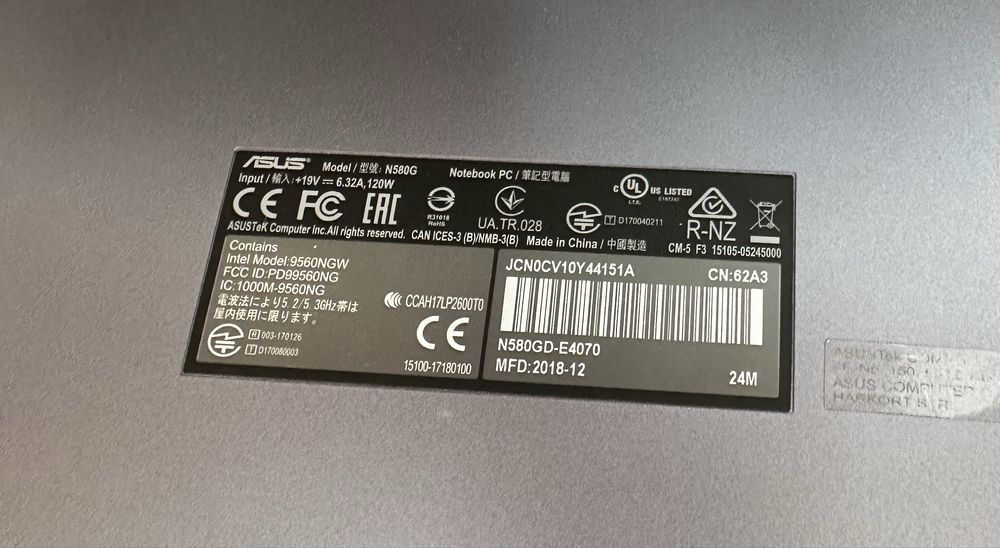 ASUS Model / 型號: N580G Notebook PC / 筆記型電腦
Input / 輸入: +19V ⎓ 6.32A, 120W
CE FC EAC
R31018
RoHS
UA.TR.028
D170040211
C UL US LISTED
I.T.E. E167247
R-NZ
ASUSTeK Computer Inc. All rights reserved. CAN ICES-3 (B)/NMB-3(B) Made in China / 中國製造 CM-5 F3 15105-05245000
Contains
Intel Model:9560NGW
FCC ID:PD99560NG
IC:1000M-9560NG
電波法により5.2/5.3GHz帯は
屋内使用に限ります。
R 003-170126
T D170080003
CCAH17LP2600T0
CE
15100-17180100
JCN0CV10Y44151A CN:62A3
N580GD-E4070
MFD:2018-12
24M
ASUS COMPUTER
HARKORT